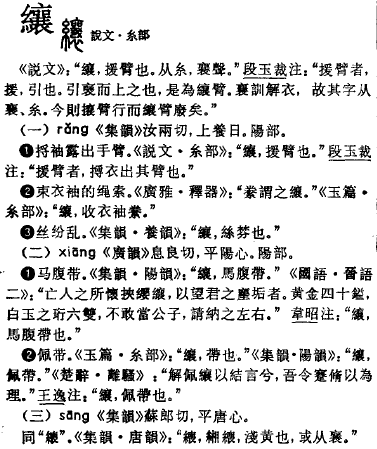 纕 說文·糸部
《説文》：“纕，援臂也。从糸，襄聲。”段玉裁注：“援臂者，
援，引也。引褎而上之也，是為纕臂。襄訓解衣，故其字从
襄、糸。今則攘臂行而纕臂廢矣。”
（一）rǎng《集韻》汝兩切，上養日。陽部。
❶捋袖露出手臂。《説文·糸部》：“纕，援臂也。”段玉裁
注：“援臂者，捋衣出其臂也。”
❷束衣袖的绳索。《廣雅·釋器》：“帣謂之纕。”《玉篇·
糸部》：“纕，收衣袖帣。”
❸丝纷乱。《集韻·養韻》：“纕，絲棼也。”
（二）xiāng《廣韻》息良切，平陽心。陽部。
❶马腹带。《集韻·陽韻》：“纕，馬腹帶。”《國語·晉語
二》：“亡人之所懷挾纓纕，以望君之塵垢者。黃金四十鎰，
白玉之珩六雙，不敢當公子，請納之左右。”韋昭注：“纕，
馬腹帶也。”
❷佩带。《玉篇·糸部》：“纕，帶也。”《集韻·陽韻》：“纕，
佩帶。”《楚辭·離騷》：“解佩纕以結言兮，吾令蹇脩以為
理。”王逸注：“纕，佩帶也。”
（三）sāng《集韻》蘇郎切，平唐心。
同“䙚”。《集韻·唐韻》：“緗，淺黃也，或从襄。”